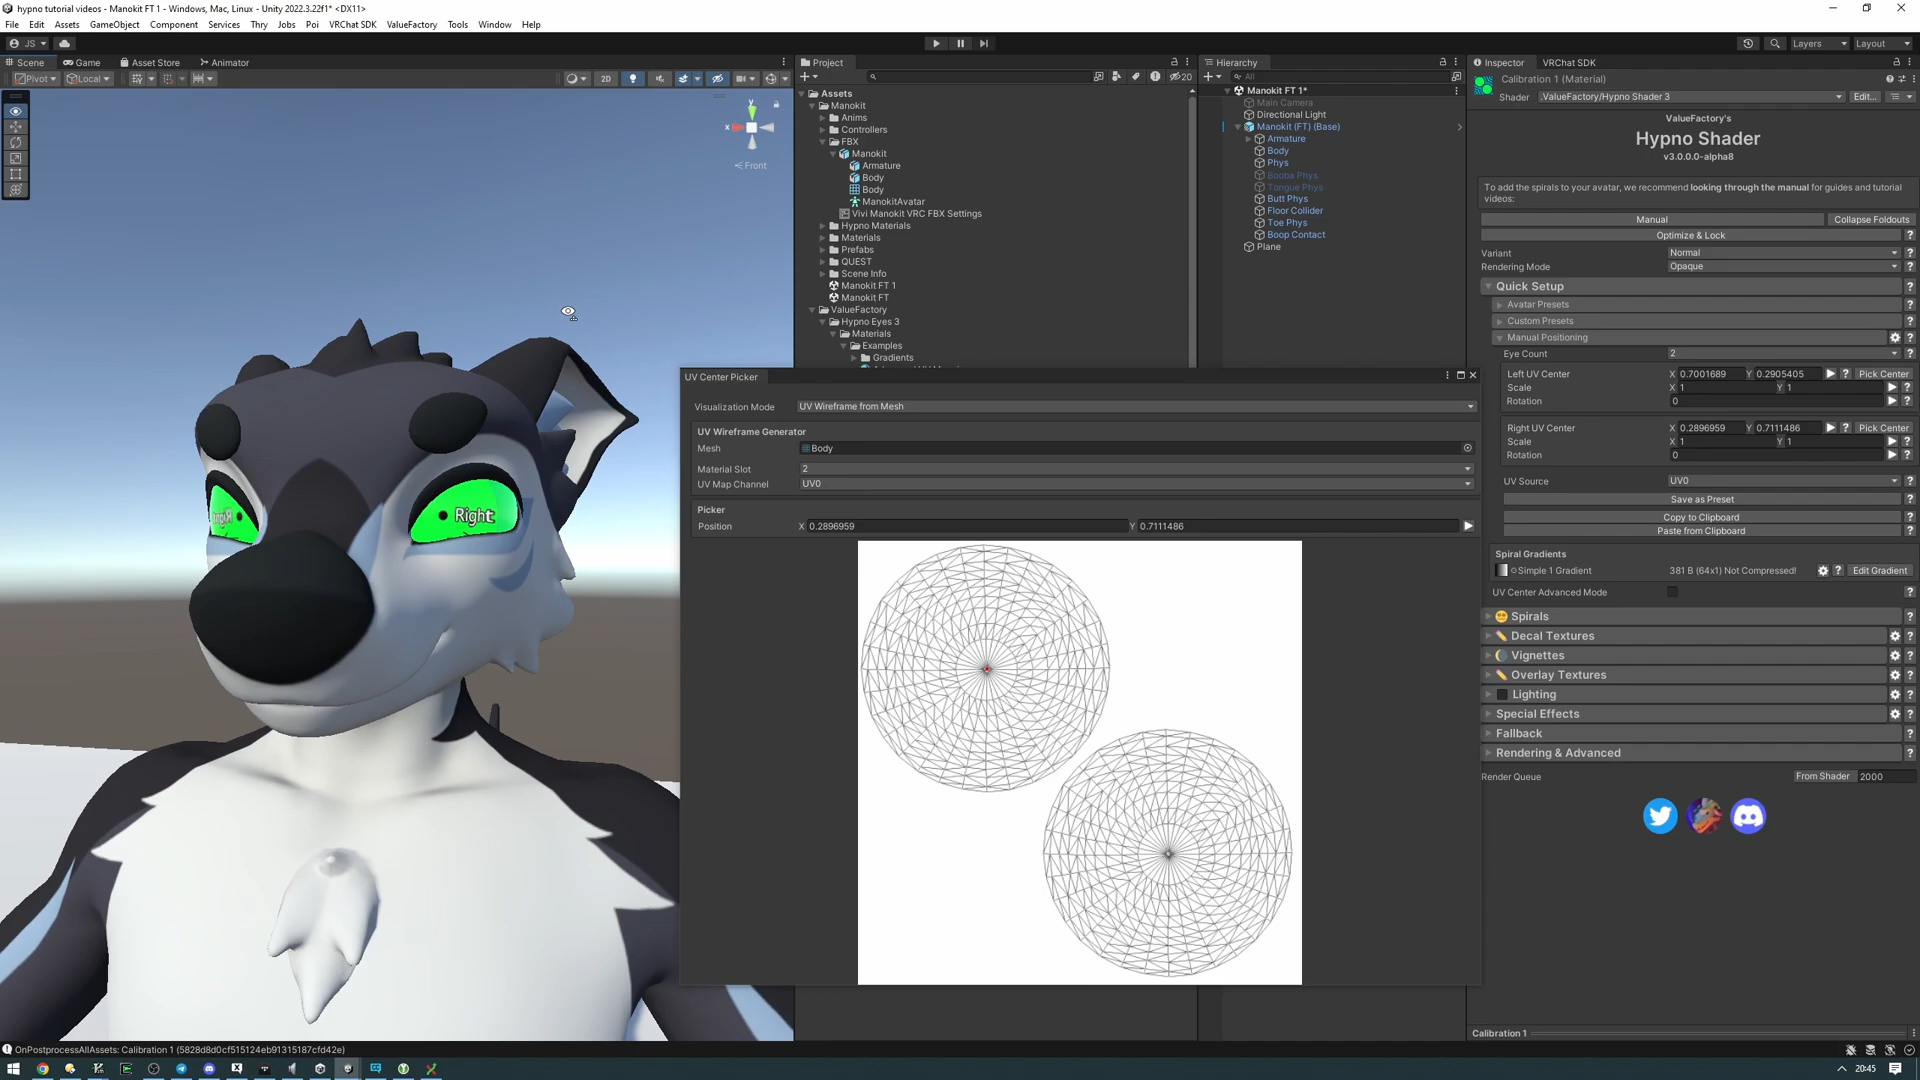 hypno tutorial videos - Manokit FT 1 - Windows, Mac, Linux - Unity 2022.3.22f1* <DX11>
File Edit Assets GameObject Component Services Thry Jobs Poi VRChat SDK ValueFactory Tools Window Help
JS
Layers Layout
Scene Game Asset Store Animator
Pivot Local 2D
Front
Project
20
Assets
Manokit
Anims
Controllers
FBX
Manokit
Armature
Body
Body
ManokitAvatar
Vivi Manokit VRC FBX Settings
Hypno Materials
Materials
Prefabs
QUEST
Scene Info
Manokit FT 1
Manokit FT
ValueFactory
Hypno Eyes 3
Materials
Examples
Gradients
Hierarchy
All
Manokit FT 1*
Main Camera
Directional Light
Manokit (FT) (Base)
Armature
Body
Phys
Booba Phys
Tongue Phys
Butt Phys
Floor Collider
Toe Phys
Boop Contact
Plane
Right
Right
UV Center Picker
Visualization Mode UV Wireframe from Mesh
UV Wireframe Generator
Mesh Body
Material Slot 2
UV Map Channel UV0
Picker
Position X 0.2896959 Y 0.7111486
Inspector VRChat SDK
Calibration 1 (Material)
Shader .ValueFactory/Hypno Shader 3 Edit...
ValueFactory's
Hypno Shader
v3.0.0.0-alpha8
To add the spirals to your avatar, we recommend looking through the manual for guides and tutorial
videos:
Manual Collapse Foldouts
Optimize & Lock ?
Variant Normal ?
Rendering Mode Opaque ?
Quick Setup ?
Avatar Presets ?
Custom Presets ?
Manual Positioning ?
Eye Count 2 ?
Left UV Center X 0.7001689 Y 0.2905405 ? Pick Center
Scale X 1 Y 1 ?
Rotation 0 ?
Right UV Center X 0.2896959 Y 0.7111486 ? Pick Center
Scale X 1 Y 1 ?
Rotation 0 ?
UV Source UV0 ?
Save as Preset ?
Copy to Clipboard ?
Paste from Clipboard ?
Spiral Gradients
Simple 1 Gradient 381 B (64x1) Not Compressed! ? Edit Gradient
UV Center Advanced Mode ?
Spirals ?
Decal Textures ?
Vignettes ?
Overlay Textures ?
Lighting ?
Special Effects ?
Fallback ?
Rendering & Advanced ?
Render Queue From Shader 2000
Calibration 1
OnPostprocessAllAssets: Calibration 1 (5828d8d0cf515124eb91315187cfd42e)
20:45